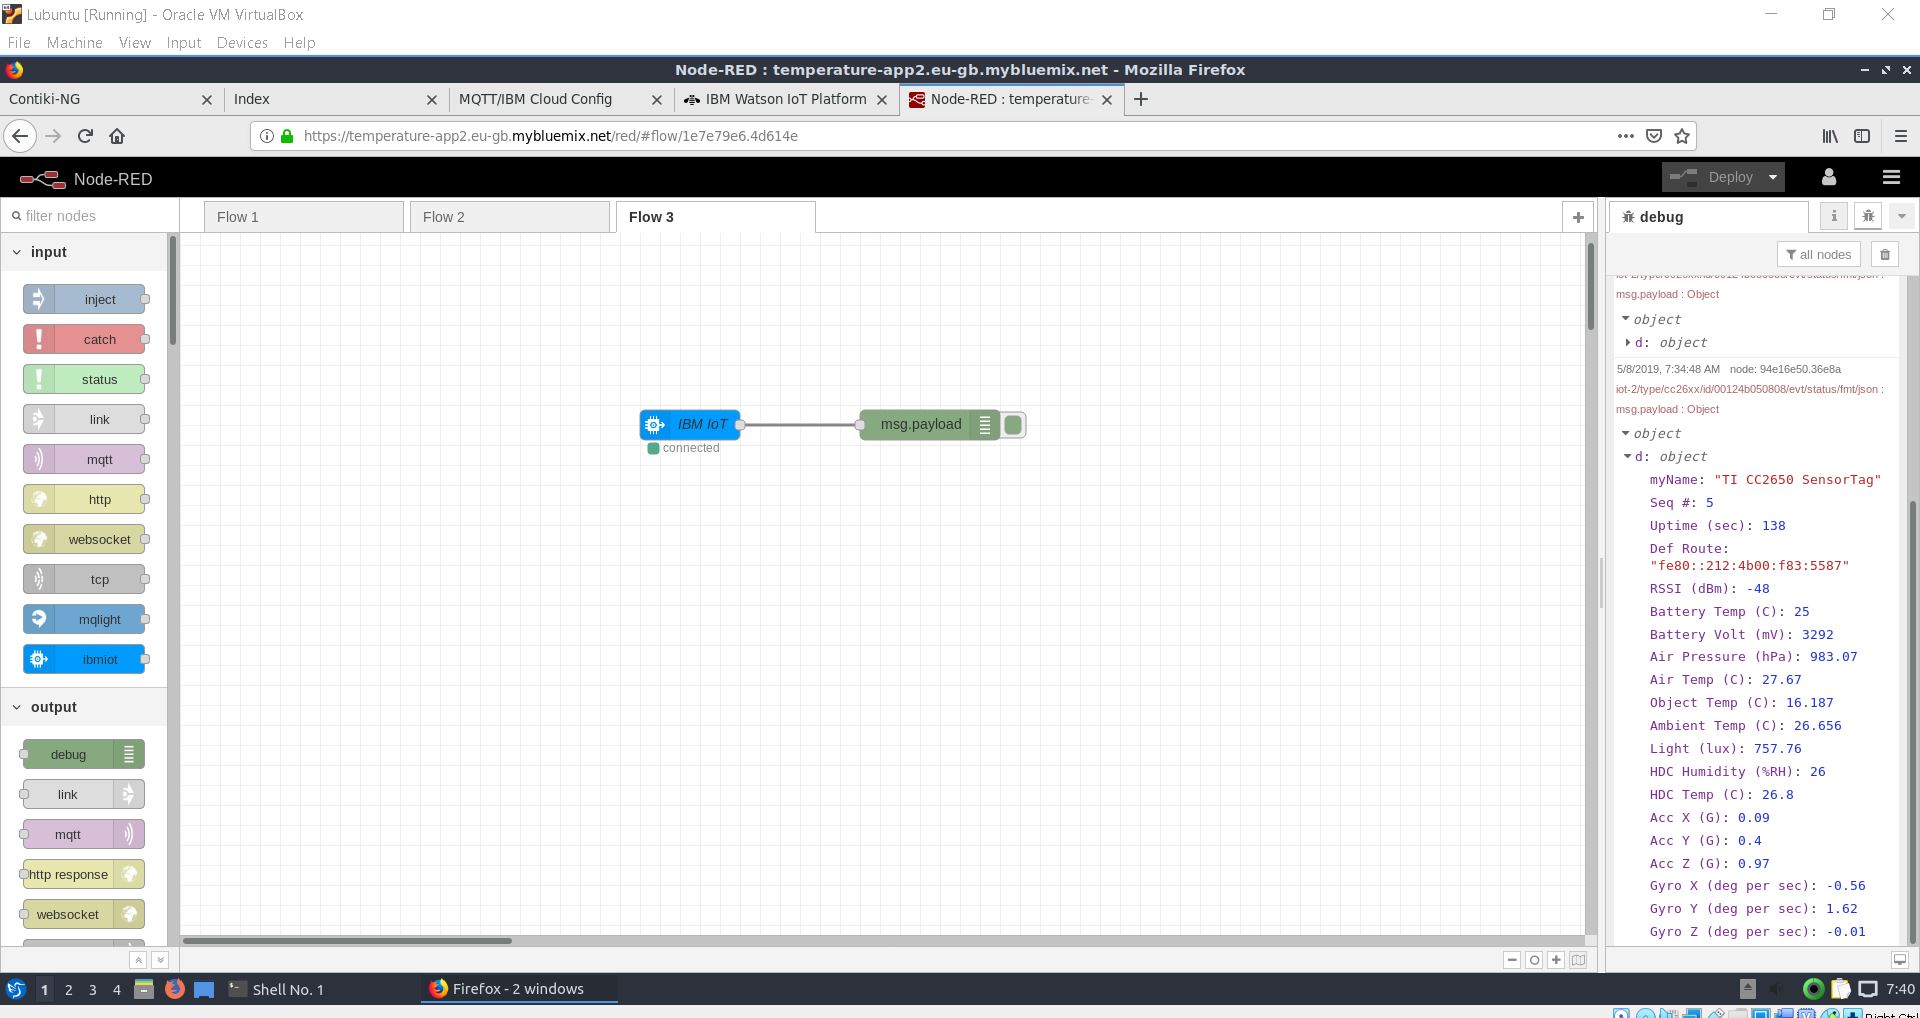 Lubuntu [Running] - Oracle VM VirtualBox
File Machine View Input Devices Help
Node-RED : temperature-app2.eu-gb.mybluemix.net - Mozilla Firefox
Contiki-NG
Index
MQTT/IBM Cloud Config
IBM Watson IoT Platform
Node-RED : temperature-
https://temperature-app2.eu-gb.mybluemix.net/red/#flow/1e7e79e6.4d614e
Node-RED
Deploy
filter nodes
Flow 1
Flow 2
Flow 3
debug
i
all nodes
input
inject
catch
status
link
mqtt
http
websocket
tcp
mqlight
ibmiot
output
debug
link
mqtt
http response
websocket
IBM IoT
connected
msg.payload
msg.payload : Object
object
d: object
5/8/2019, 7:34:48 AM node: 94e16e50.36e8a
iot-2/type/cc26xx/id/00124b050808/evt/status/fmt/json :
msg.payload : Object
object
d: object
myName: "TI CC2650 SensorTag"
Seq #: 5
Uptime (sec): 138
Def Route:
"fe80::212:4b00:f83:5587"
RSSI (dBm): -48
Battery Temp (C): 25
Battery Volt (mV): 3292
Air Pressure (hPa): 983.07
Air Temp (C): 27.67
Object Temp (C): 16.187
Ambient Temp (C): 26.656
Light (lux): 757.76
HDC Humidity (%RH): 26
HDC Temp (C): 26.8
Acc X (G): 0.09
Acc Y (G): 0.4
Acc Z (G): 0.97
Gyro X (deg per sec): -0.56
Gyro Y (deg per sec): 1.62
Gyro Z (deg per sec): -0.01
1 2 3 4
Shell No. 1
Firefox - 2 windows
7:40
Right Ctrl